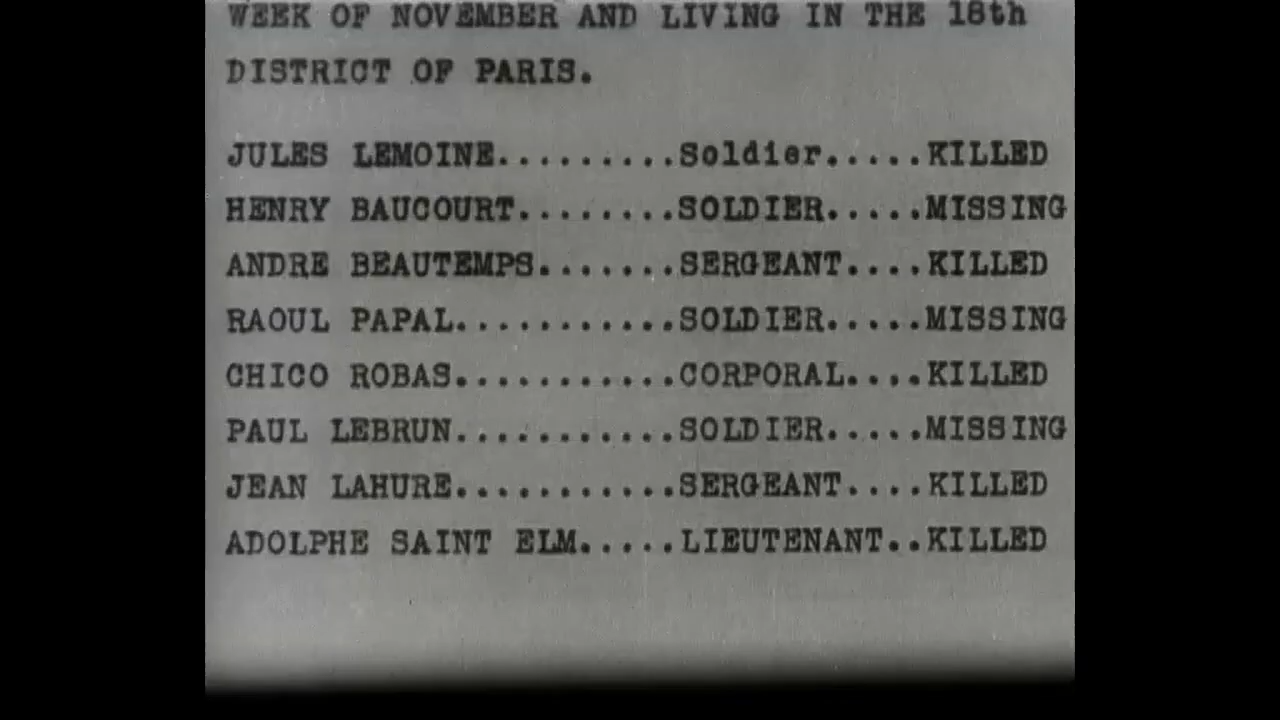 WEEK OF NOVEMBER AND LIVING IN THE 18th
DISTRICT OF PARIS.
JULES LEMOINE.........Soldier.....KILLED
HENRY BAUCOURT........SOLDIER.....MISSING
ANDRE BEAUTEMPS.......SERGEANT....KILLED
RAOUL PAPAL...........SOLDIER.....MISSING
CHICO ROBAS...........CORPORAL....KILLED
PAUL LEBRUN...........SOLDIER.....MISSING
JEAN LAHURE...........SERGEANT....KILLED
ADOLPHE SAINT ELM.....LIEUTENANT..KILLED